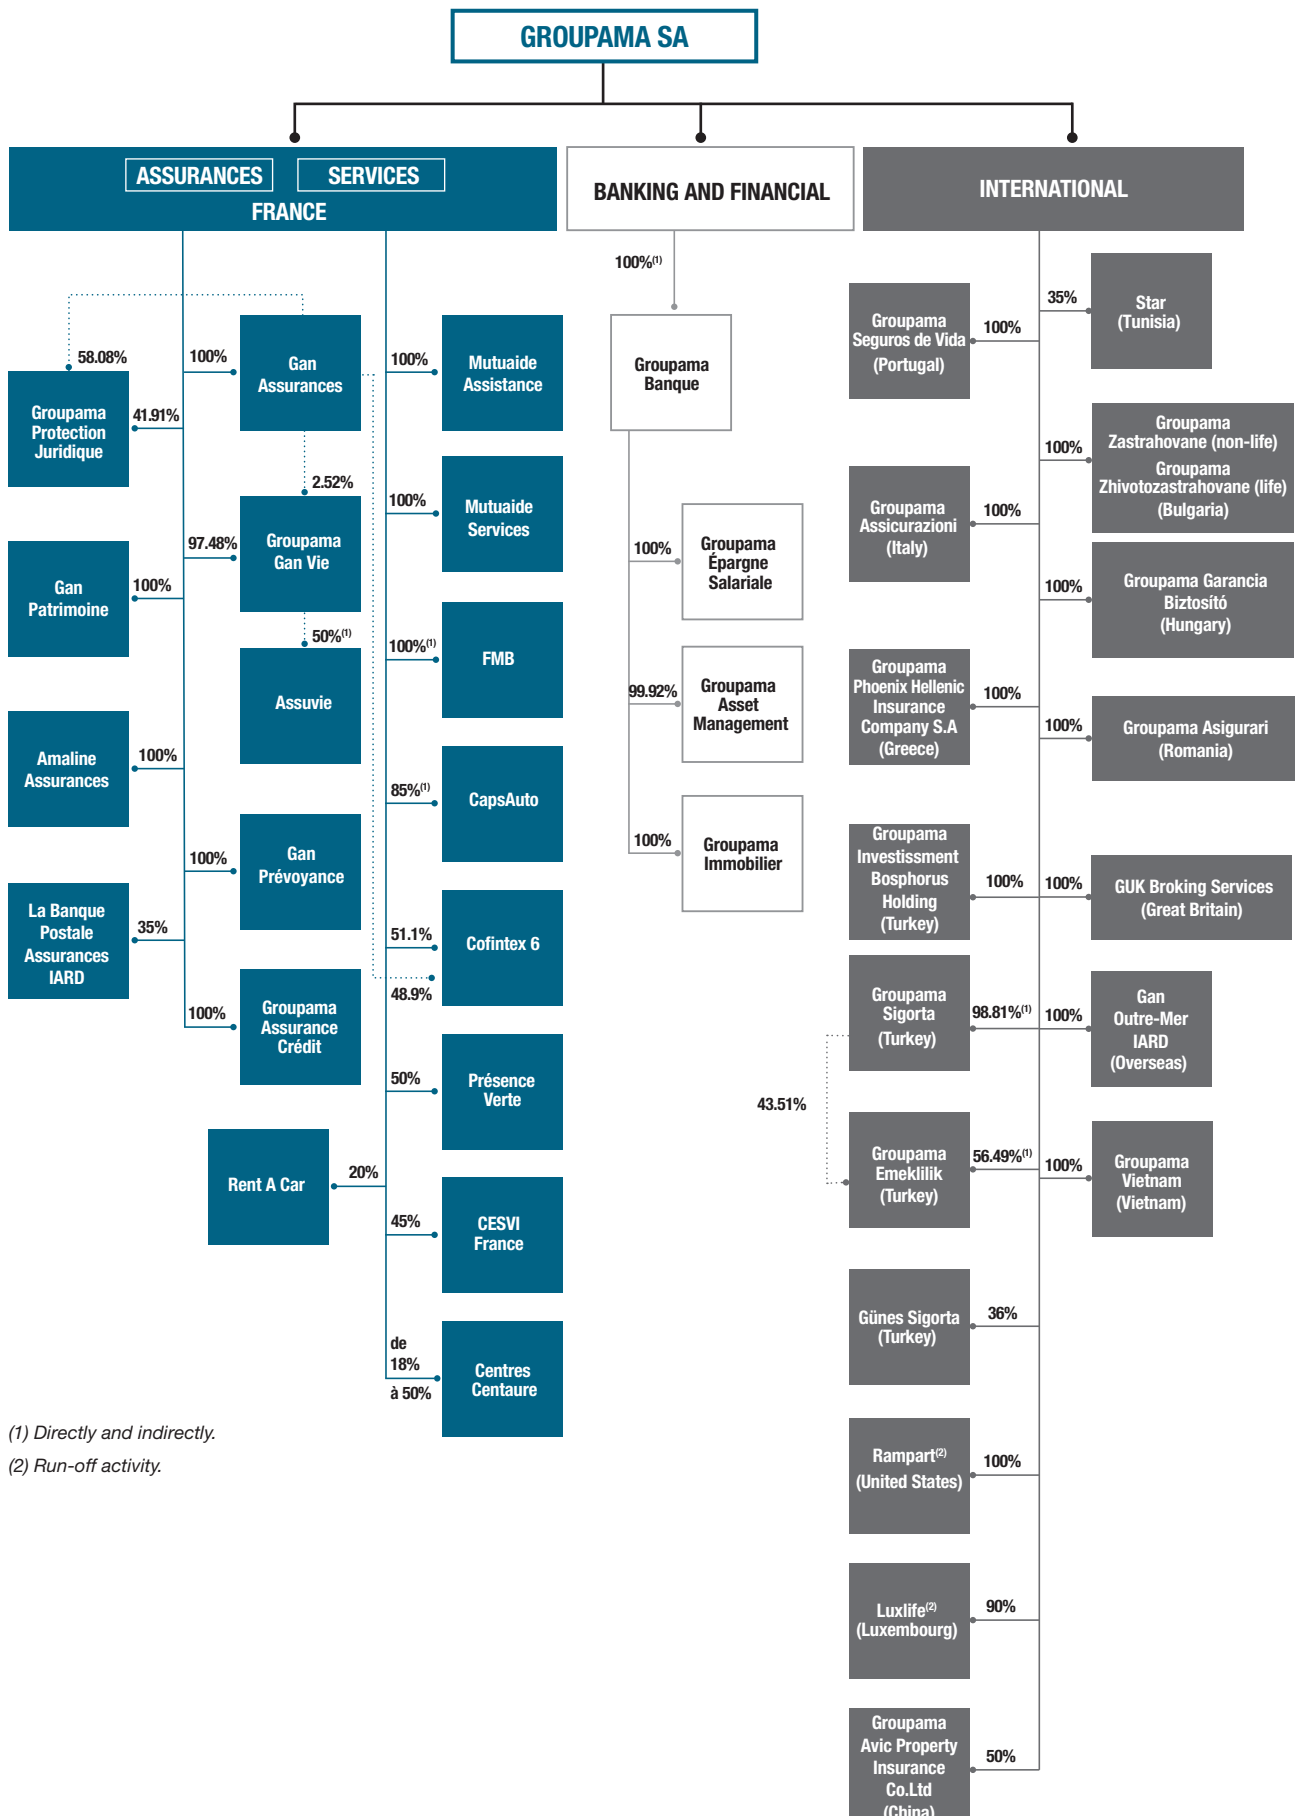 GROUPAMA SA
ASSURANCES
SERVICES
FRANCE
BANKING AND FINANCIAL
INTERNATIONAL
58.08%
Groupama
Protection
Juridique
41.91%
Gan
Patrimoine
100%
Amaline
Assurances
100%
La Banque
Postale
Assurances
IARD
35%
100%
Gan
Assurances
2.52%
97.48%
Groupama
Gan Vie
50%(1)
Assuvie
100%
Gan
Prévoyance
100%
Groupama
Assurance
Crédit
Rent A Car
20%
100%
Mutuaide
Assistance
100%
Mutuaide
Services
100%(1)
FMB
85%(1)
CapsAuto
51.1%
Cofintex 6
48.9%
50%
Présence
Verte
45%
CESVI
France
de
18%
à 50%
Centres
Centaure
100%(1)
Groupama
Banque
100%
Groupama
Épargne
Salariale
99.92%
Groupama
Asset
Management
100%
Groupama
Immobilier
Groupama
Seguros de Vida
(Portugal)
100%
Groupama
Assicurazioni
(Italy)
100%
Groupama
Phoenix Hellenic
Insurance
Company S.A
(Greece)
100%
Groupama
Investissment
Bosphorus
Holding
(Turkey)
100%
Groupama
Sigorta
(Turkey)
98.81%(1)
43.51%
Groupama
Emeklilik
(Turkey)
56.49%(1)
Günes Sigorta
(Turkey)
36%
Rampart(2)
(United States)
100%
Luxlife(2)
(Luxembourg)
90%
Groupama
Avic Property
Insurance
Co.Ltd
(China)
50%
35%
Star
(Tunisia)
100%
Groupama
Zastrahovane (non-life)
Groupama
Zhivotozastrahovane (life)
(Bulgaria)
100%
Groupama Garancia
Biztosító
(Hungary)
100%
Groupama Asigurari
(Romania)
100%
GUK Broking Services
(Great Britain)
100%
Gan
Outre-Mer
IARD
(Overseas)
100%
Groupama
Vietnam
(Vietnam)
(1) Directly and indirectly.
(2) Run-off activity.